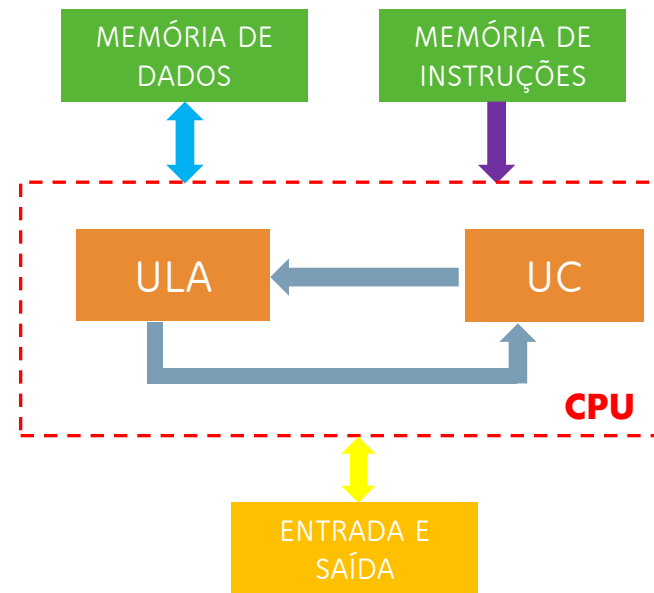 MEMÓRIA DE
DADOS
MEMÓRIA DE
INSTRUÇÕES
ULA
UC
CPU
ENTRADA E
SAÍDA